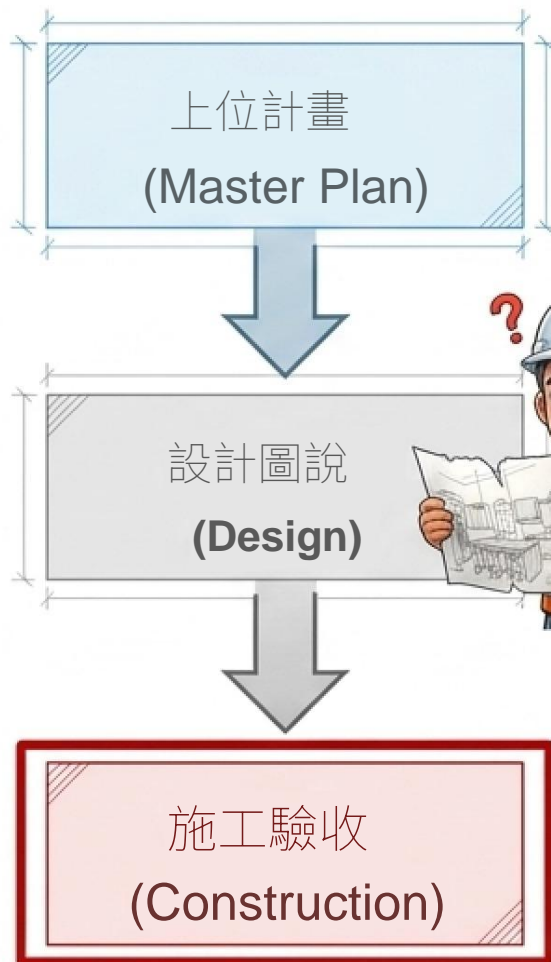 上位計畫
(Master Plan)
?
設計圖說
(Design)
施工驗收
(Construction)